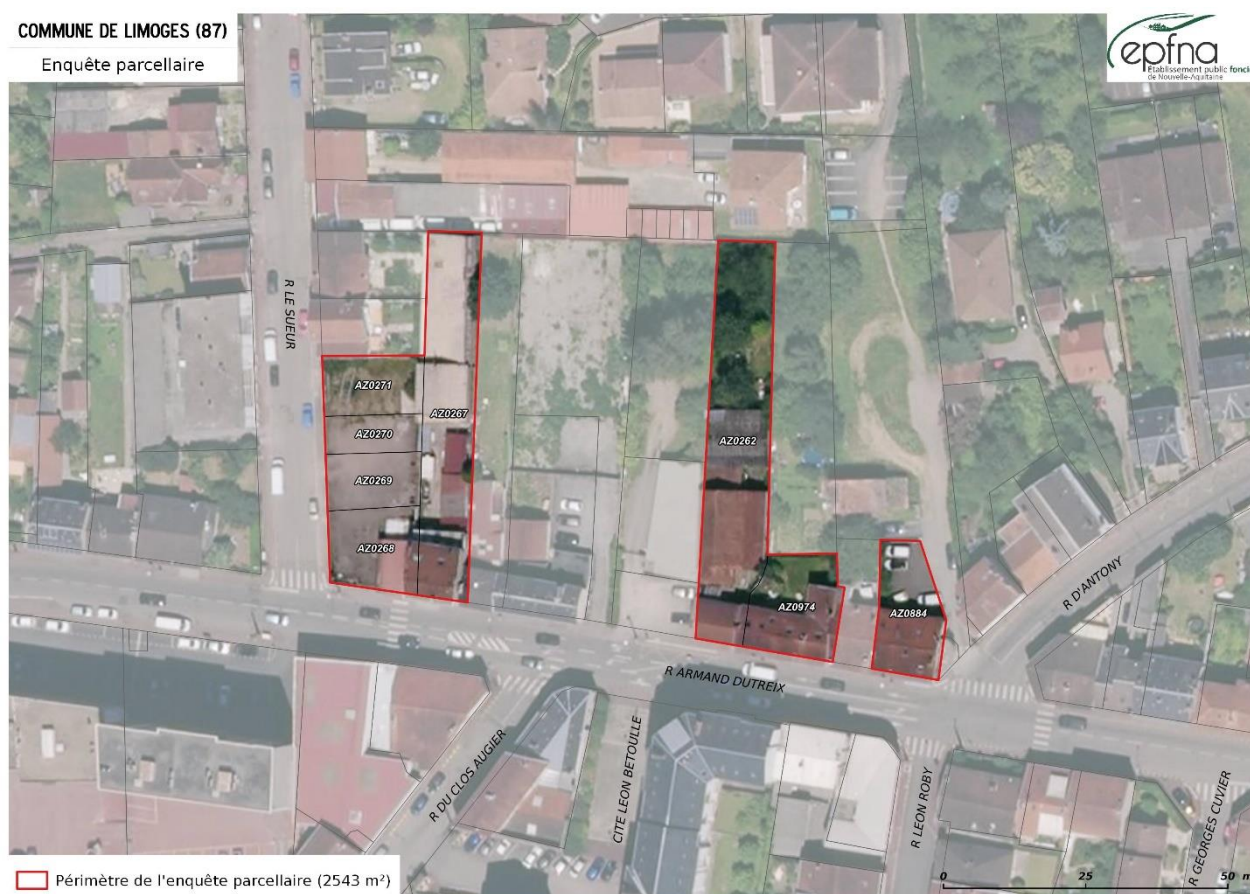 COMMUNE DE LIMOGES (87)
Enquête parcellaire
epfna
Établissement public foncie
de Nouvelle-Aquitaine
R LE SUEUR
AZ0271
AZ0270
AZ0267
AZ0269
AZ0268
AZ0262
AZ0974
AZ0884
R D'ANTONY
R ARMAND DUTREIX
R DU CLOS AUGIER
CITE LEON BETOULLE
R LEON ROBY
R GEORGES CUVIER
0 25 50 m
Périmètre de l'enquête parcellaire (2543 m²)